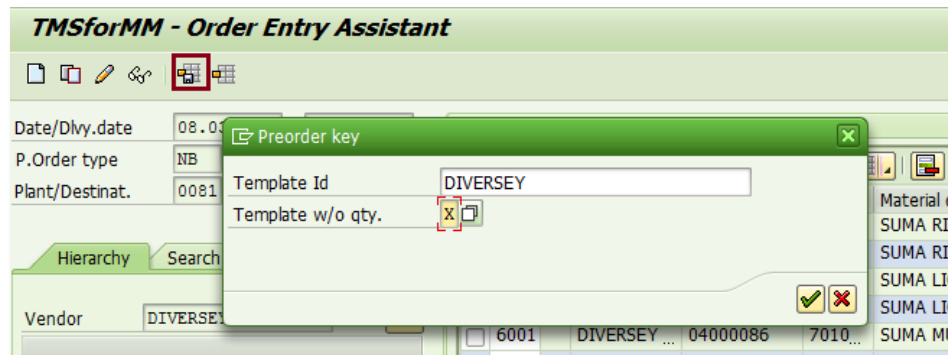 TMSforMM - Order Entry Assistant
Date/Dlvy.date 08.03
Preorder key
P.Order type NB
Template Id DIVERSEY
Plant/Destinat. 0081
Template w/o qty. X
Material
SUMA RI
Hierarchy Search
SUMA RI
SUMA LI
Vendor DIVERSEY
SUMA LI
6001 DIVERSEY ... 04000086 7010... SUMA MU